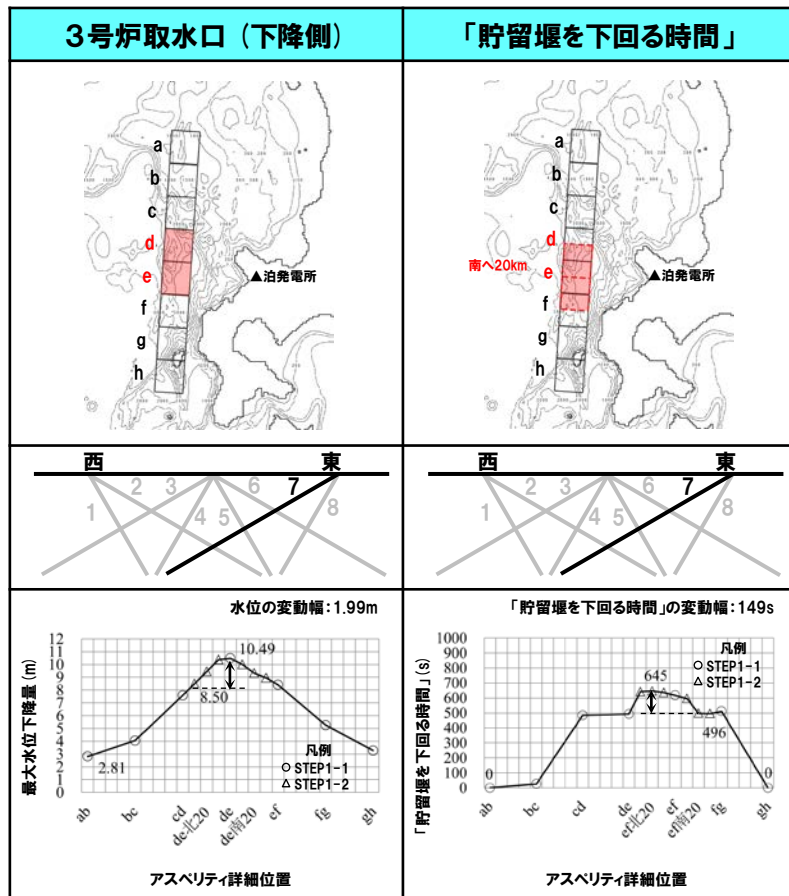 3号炉取水口（下降側）
「貯留堰を下回る時間」
a
b
c
d
e
f
g
h
▲泊発電所
a
b
c
d
南へ20km
e
f
g
h
▲泊発電所
西
東
1
2
3
4
5
6
7
8
西
東
1
2
3
4
5
6
7
8
水位の変動幅：1.99m
最大水位下降量(m)
12
11
10
9
8
7
6
5
4
3
2
1
0
10.49
8.50
2.81
凡例
○ STEP1-1
△ STEP1-2
ab
bc
cd
de北20
de
de南20
ef
fg
gh
アスペリティ詳細位置
「貯留堰を下回る時間」の変動幅：149s
「貯留堰を下回る時間」(s)
1000
900
800
700
600
500
400
300
200
100
0
凡例
○ STEP1-1
△ STEP1-2
645
496
0
0
ab
bc
cd
de
ef北20
ef
ef南20
fg
gh
アスペリティ詳細位置